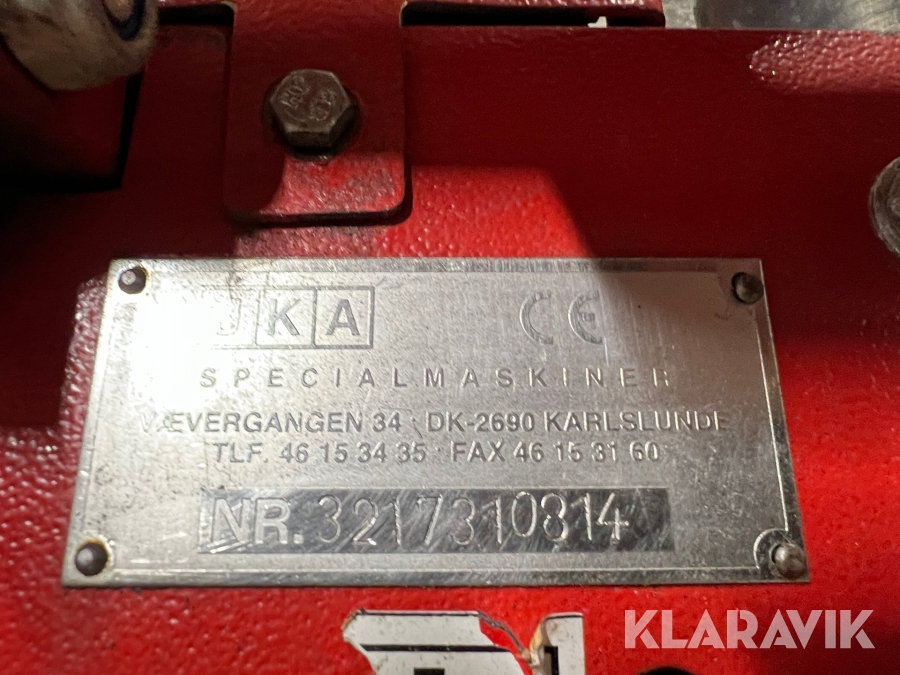 UKA CE
SPECIALMASKINER
VÆVERGANGEN 34 · DK-2690 KARLSLUNDE
TLF. 46 15 34 35 · FAX 46 15 31 60
NR. 3217310814
KLARAVIK